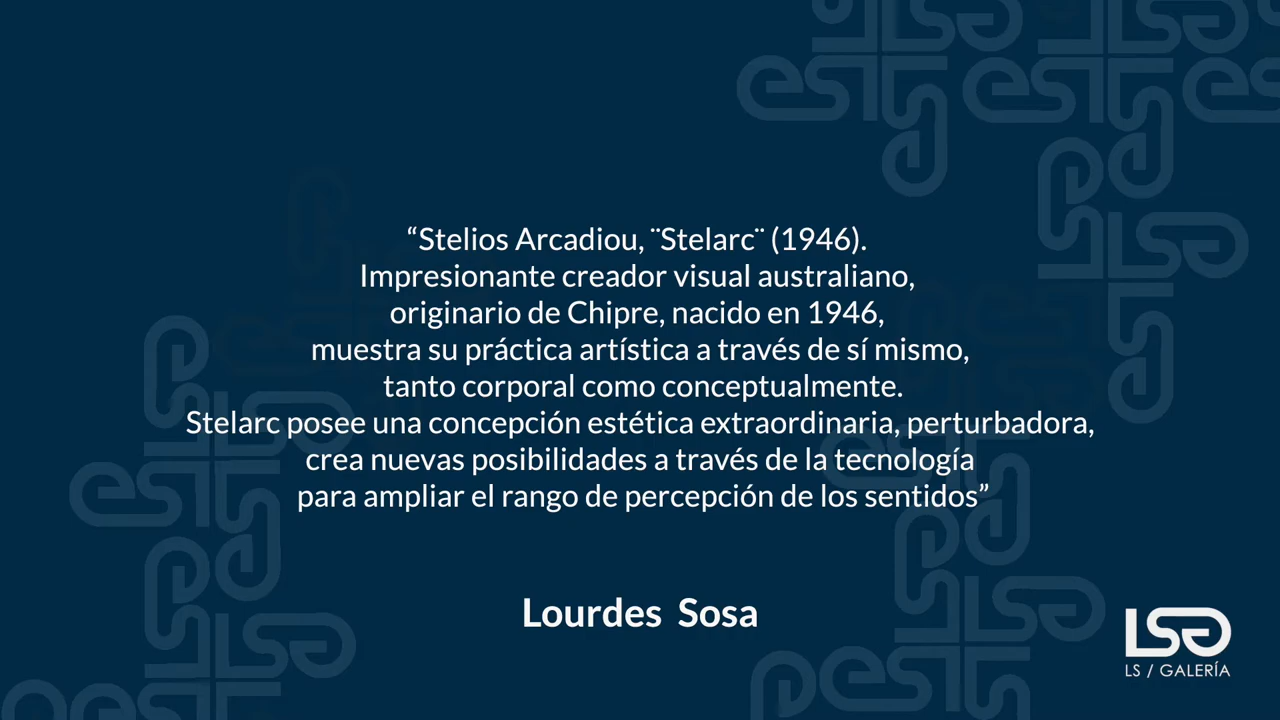 “Stelios Arcadiou, ¨Stelarc¨ (1946).
Impresionante creador visual australiano,
originario de Chipre, nacido en 1946,
muestra su práctica artística a través de sí mismo,
tanto corporal como conceptualmente.
Stelarc posee una concepción estética extraordinaria, perturbadora,
crea nuevas posibilidades a través de la tecnología
para ampliar el rango de percepción de los sentidos”
Lourdes Sosa
LSG
LS / GALERÍA